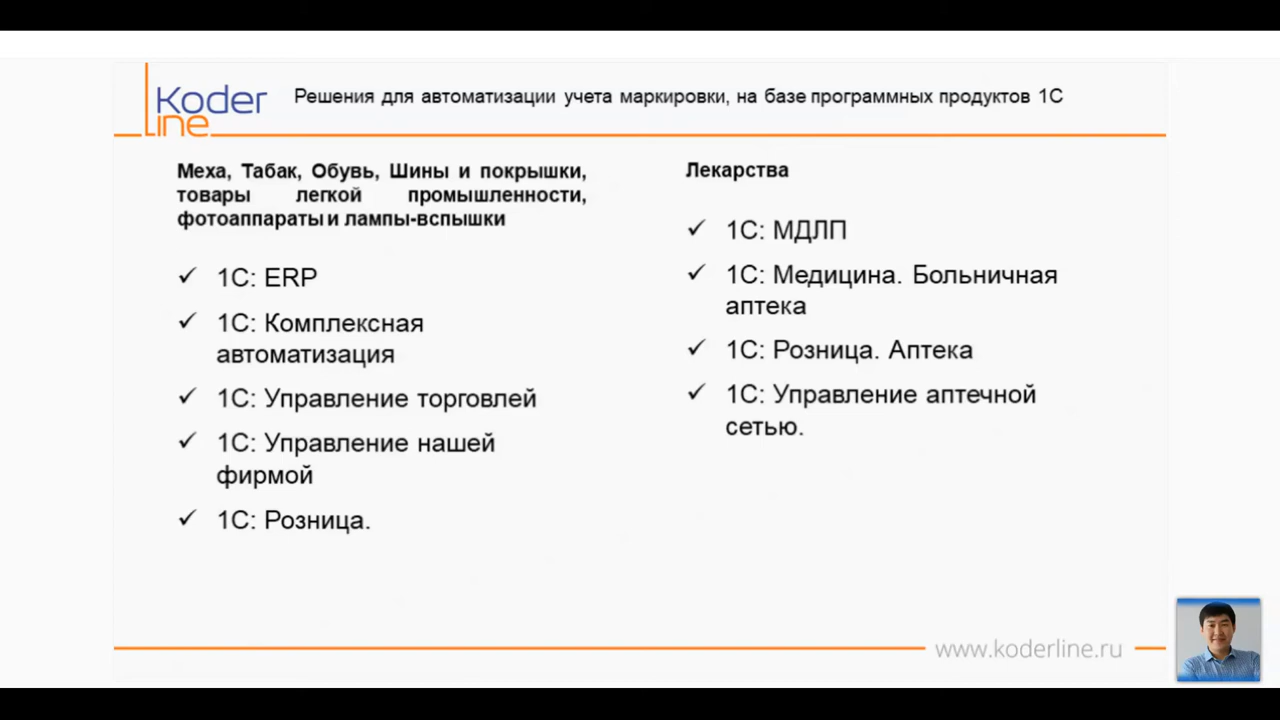 Koder
line
Решения для автоматизации учета маркировки, на базе программных продуктов 1С
Меха, Табак, Обувь, Шины и покрышки,
товары легкой промышленности,
фотоаппараты и лампы-вспышки
✓ 1С: ERP
✓ 1С: Комплексная
автоматизация
✓ 1С: Управление торговлей
✓ 1С: Управление нашей
фирмой
✓ 1С: Розница.
Лекарства
✓ 1С: МДЛП
✓ 1С: Медицина. Больничная
аптека
✓ 1С: Розница. Аптека
✓ 1С: Управление аптечной
сетью.
www.koderline.ru